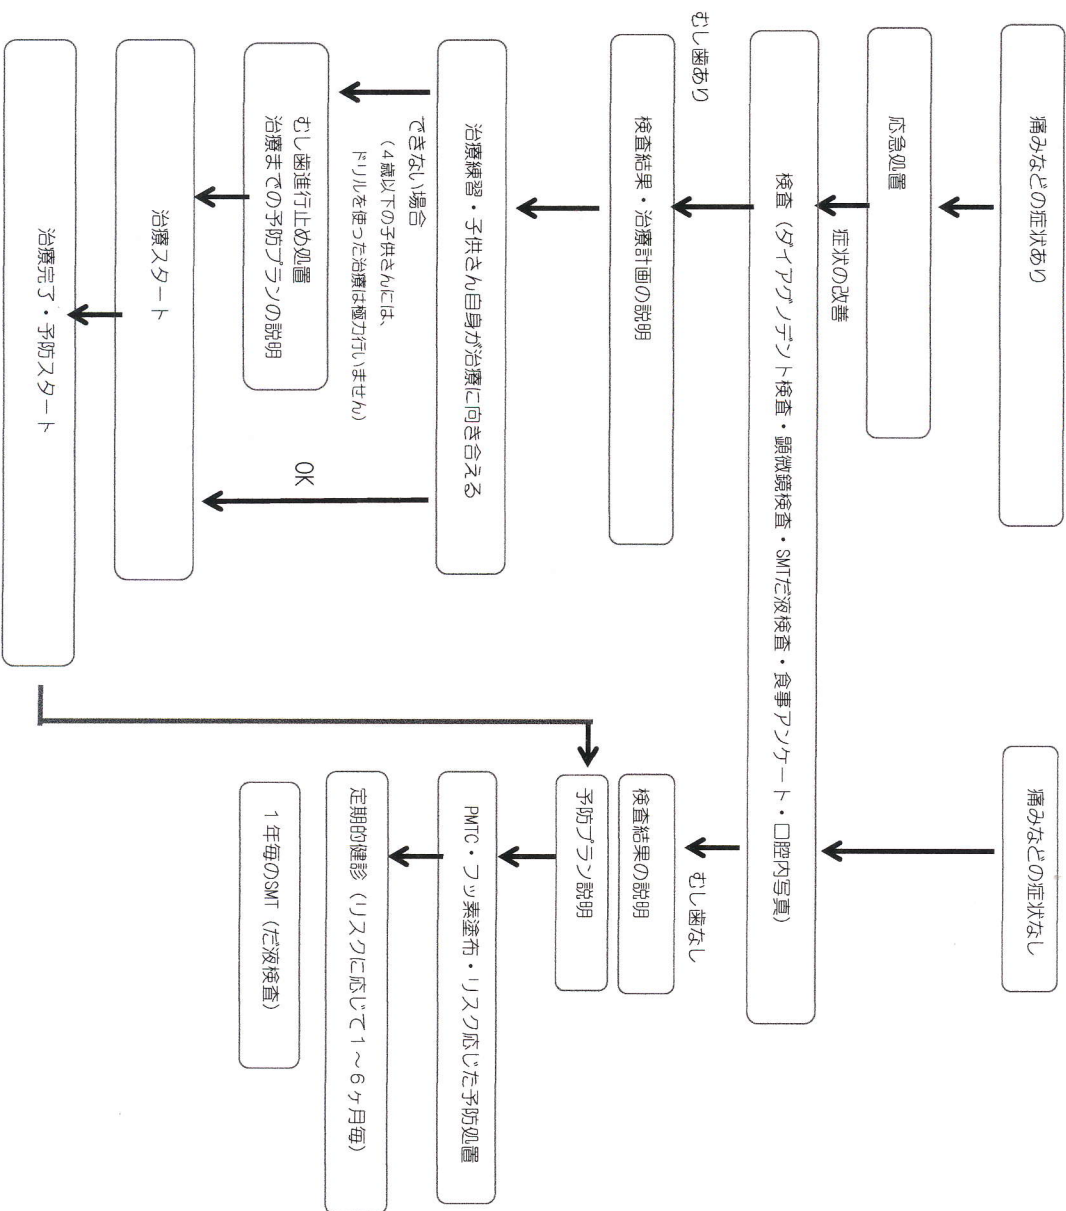 痛みなどの症状あり
痛みなどの症状なし
応急処置
症状の改善
検査（ダイアグノデント検査・顕微鏡検査・SMTだ液検査・食事アンケート・口腔内写真）
むし歯あり
むし歯なし
検査結果・治療計画の説明
検査結果の説明
予防プラン説明
治療練習・子供さん自身が治療に向き合える
PMTC・フッ素塗布・リスク応じた予防処置
できない場合
（４歳以下の子供さんには、
ドリルを使った治療は極力行いません）
OK
むし歯進行止め処置
治療までの予防プランの説明
定期的健診（リスクに応じて１～６ヶ月毎）
治療スタート
１年毎のSMT（だ液検査）
治療完了・予防スタート